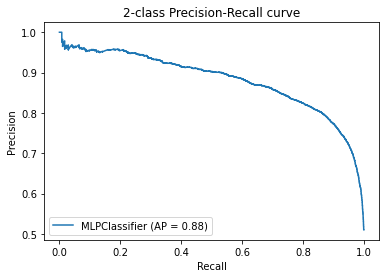 2-class Precision-Recall curve
1.0
0.9
0.8
0.7
0.6
0.5
Precision
MLPClassifier (AP = 0.88)
0.0 0.2 0.4 0.6 0.8 1.0
Recall